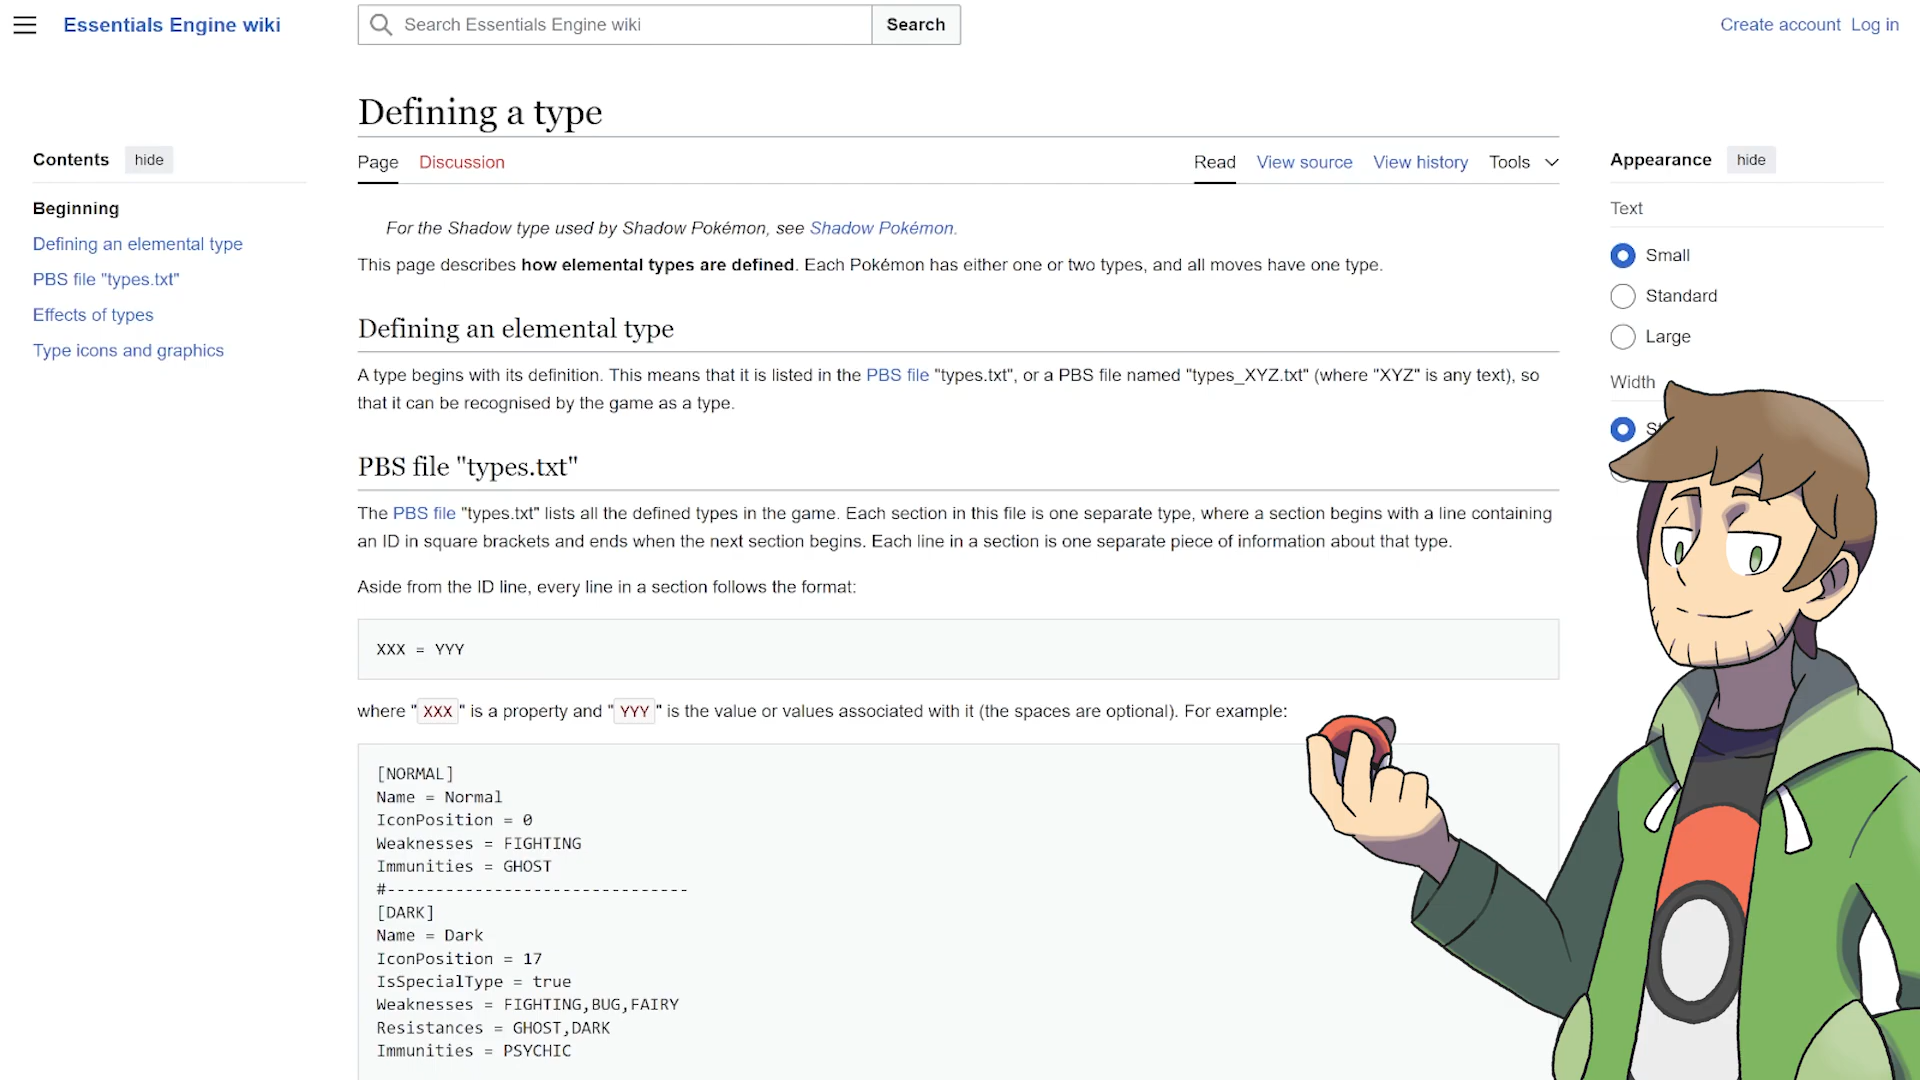 Essentials Engine wiki
Search Essentials Engine wiki
Search
Create account Log in
Defining a type
Contents hide
Page Discussion
Read View source View history Tools
Appearance hide
Beginning
Defining an elemental type
PBS file "types.txt"
Effects of types
Type icons and graphics
For the Shadow type used by Shadow Pokémon, see Shadow Pokémon.
This page describes how elemental types are defined. Each Pokémon has either one or two types, and all moves have one type.
Defining an elemental type
A type begins with its definition. This means that it is listed in the PBS file "types.txt", or a PBS file named "types_XYZ.txt" (where "XYZ" is any text), so
that it can be recognised by the game as a type.
PBS file "types.txt"
The PBS file "types.txt" lists all the defined types in the game. Each section in this file is one separate type, where a section begins with a line containing
an ID in square brackets and ends when the next section begins. Each line in a section is one separate piece of information about that type.
Aside from the ID line, every line in a section follows the format:
XXX = YYY
where "XXX" is a property and "YYY" is the value or values associated with it (the spaces are optional). For example:
[NORMAL]
Name = Normal
IconPosition = 0
Weaknesses = FIGHTING
Immunities = GHOST
#-------------------------------
[DARK]
Name = Dark
IconPosition = 17
IsSpecialType = true
Weaknesses = FIGHTING,BUG,FAIRY
Resistances = GHOST,DARK
Immunities = PSYCHIC
Text
Small
Standard
Large
Width